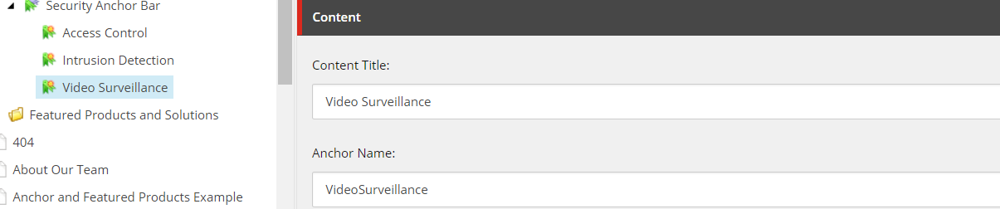 Security Anchor Bar
Access Control
Intrusion Detection
Video Surveillance
Featured Products and Solutions
404
About Our Team
Anchor and Featured Products Example
Content
Content Title:
Video Surveillance
Anchor Name:
VideoSurveillance